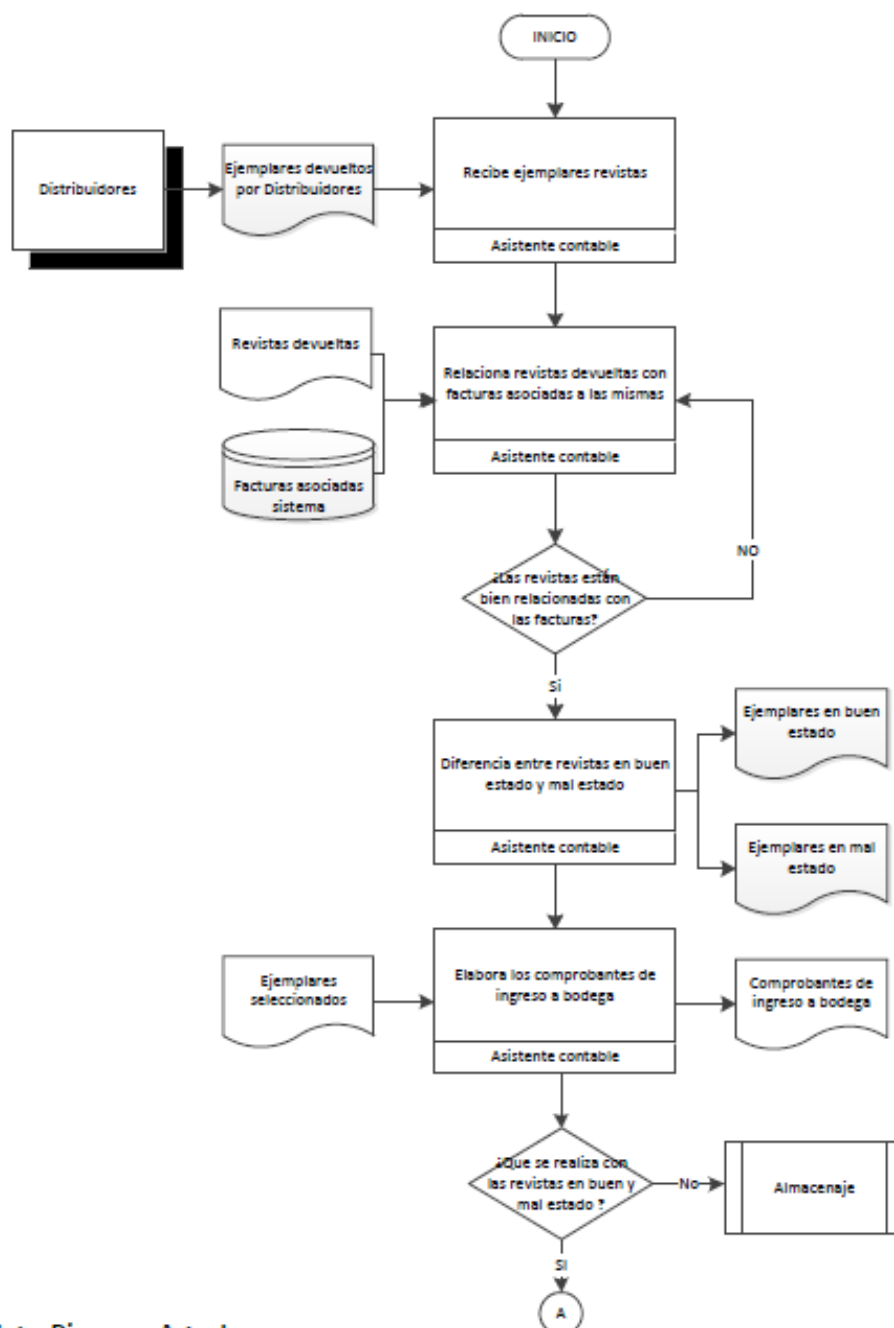 INICIO
Distribuidores
Ejemplares devueltos
por Distribuidores
Recibe ejemplares revistas
Asistente contable
Revistas devueltas
Facturas asociadas
sistema
Relaciona revistas devueltas con
facturas asociadas a las mismas
Asistente contable
¿Las revistas están
bien relacionadas con
las facturas?
NO
Si
Diferencia entre revistas en buen
estado y mal estado
Asistente contable
Ejemplares en buen
estado
Ejemplares en mal
estado
Ejemplares
seleccionados
Elabora los comprobantes de
ingreso a bodega
Asistente contable
Comprobantes de
ingreso a bodega
¿Que se realiza con
las revistas en buen y
mal estado ?
No
Almacenaje
Si
A